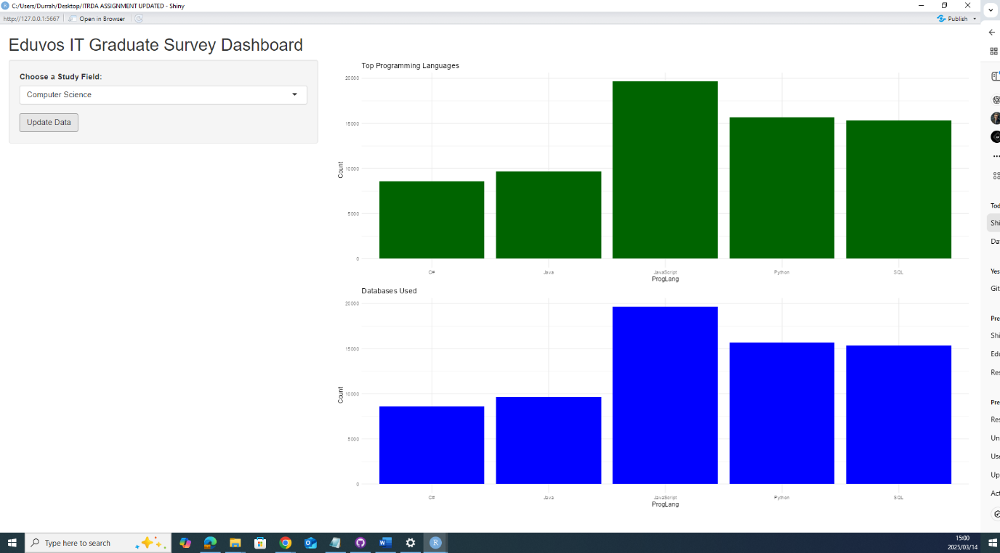 C:/Users/Durrah/Desktop/ITRDA ASSIGNMENT UPDATED - Shiny
http://127.0.0.1:5667
Open in Browser
Publish
Eduvos IT Graduate Survey Dashboard
Choose a Study Field:
Computer Science
Update Data
Top Programming Languages
20000
15000
10000
5000
0
Count
C#
Java
JavaScript
Python
SQL
ProgLang
Databases Used
20000
15000
10000
5000
0
Count
C#
Java
JavaScript
Python
SQL
ProgLang
Tod
Shi
Da
Yes
Git
Pre
Shi
Edu
Res
Pre
Res
Un
Use
Up
Act
Type here to search
15:00
2025/03/14